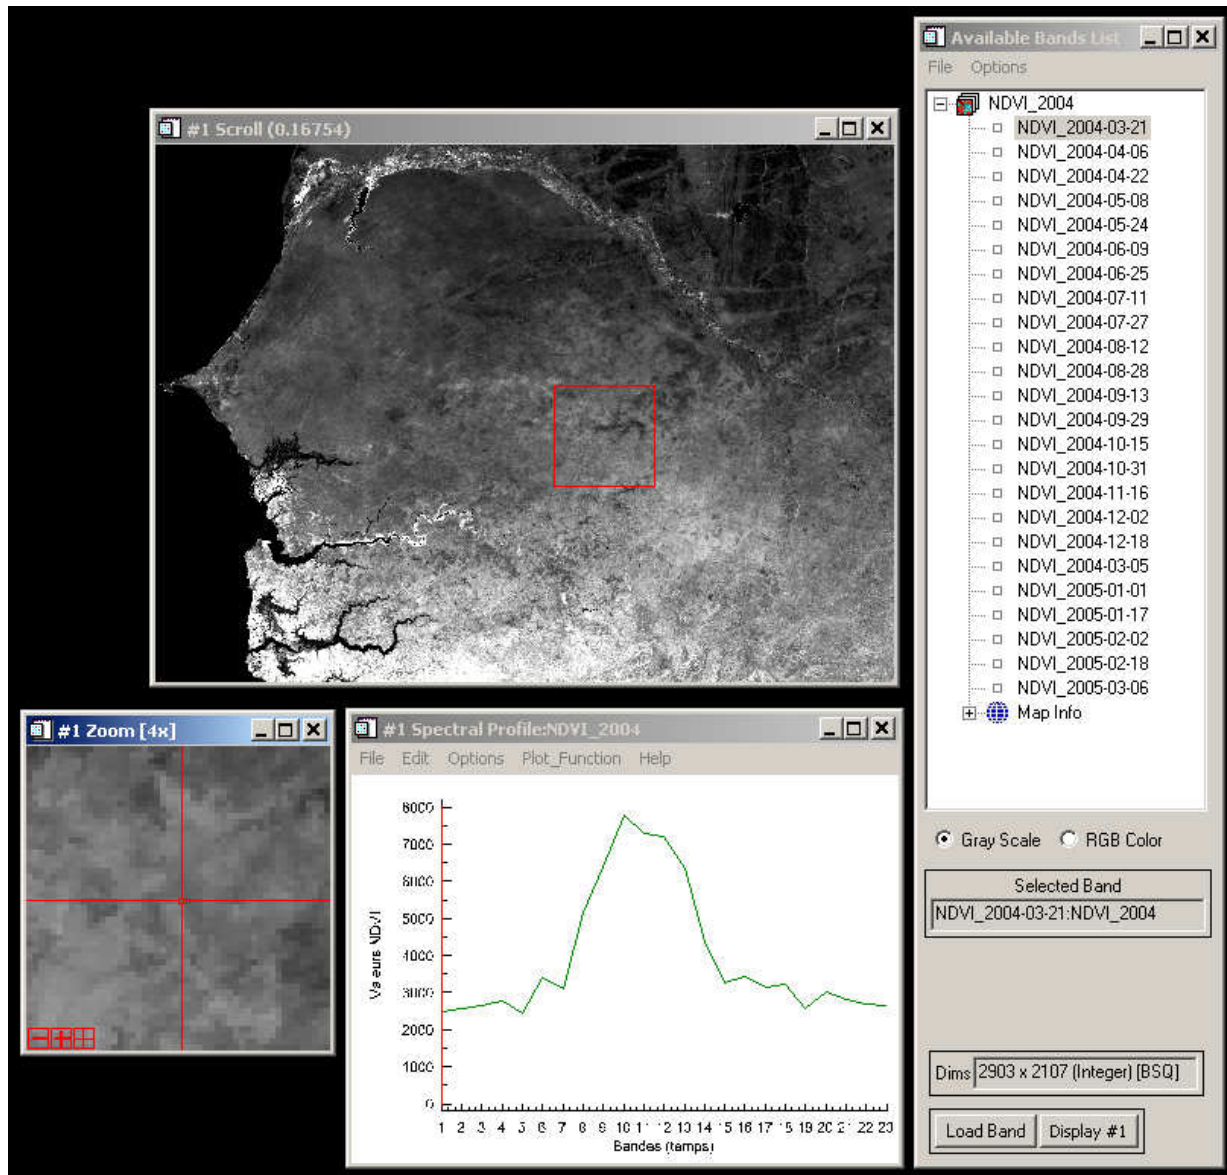 Available Bands List
File Options
NDVI_2004
NDVI_2004-03-21
NDVI_2004-04-06
NDVI_2004-04-22
NDVI_2004-05-08
NDVI_2004-05-24
NDVI_2004-06-09
NDVI_2004-06-25
NDVI_2004-07-11
NDVI_2004-07-27
NDVI_2004-08-12
NDVI_2004-08-28
NDVI_2004-09-13
NDVI_2004-09-29
NDVI_2004-10-15
NDVI_2004-10-31
NDVI_2004-11-16
NDVI_2004-12-02
NDVI_2004-12-18
NDVI_2004-03-05
NDVI_2005-01-01
NDVI_2005-01-17
NDVI_2005-02-02
NDVI_2005-02-18
NDVI_2005-03-06
Map Info
Gray Scale RGB Color
Selected Band
NDVI_2004-03-21:NDVI_2004
Dims 2903 x 2107 (Integer) [BSQ]
Load Band Display #1
#1 Scroll (0.16754)
#1 Zoom [4x]
#1 Spectral Profile:NDVI_2004
File Edit Options Plot_Function Help
8000
7000
6000
5000
4000
3000
2000
1000
0
Valeurs NDVI
1 2 3 4 5 6 7 8 9 10 11 12 13 14 15 16 17 18 19 20 21 22 23
Bandes (temps)